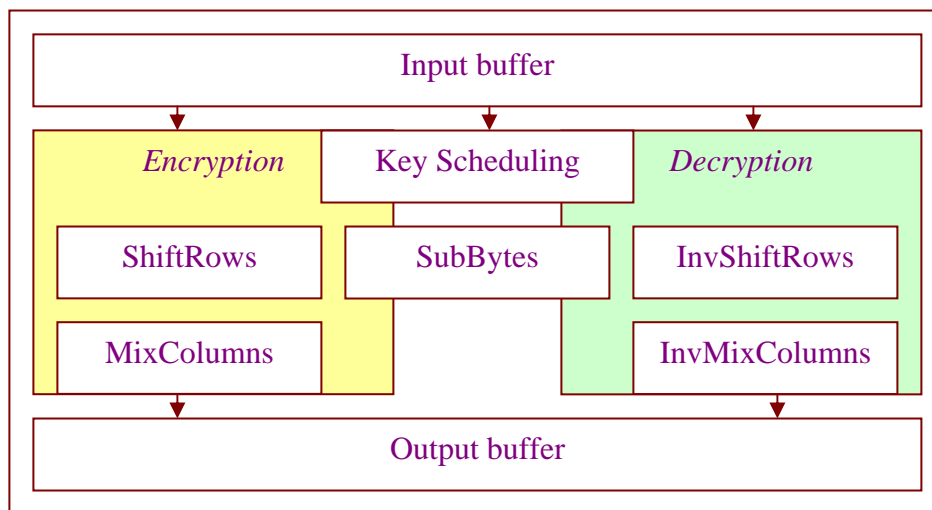 Input buffer
Encryption
Key Scheduling
Decryption
ShiftRows
SubBytes
InvShiftRows
MixColumns
InvMixColumns
Output buffer